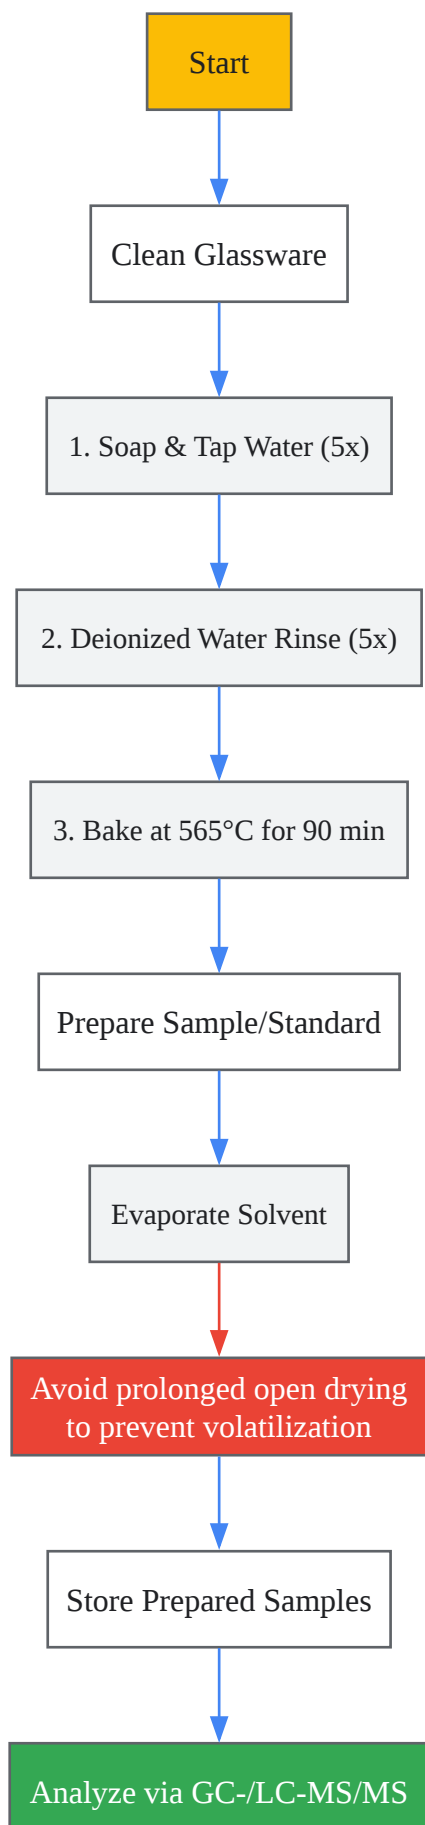 Start
Clean Glassware
1. Soap & Tap Water (5x)
2. Deionized Water Rinse (5x)
3. Bake at 565°C for 90 min
Prepare Sample/Standard
Evaporate Solvent
Avoid prolonged open drying
to prevent volatilization
Store Prepared Samples
Analyze via GC-/LC-MS/MS